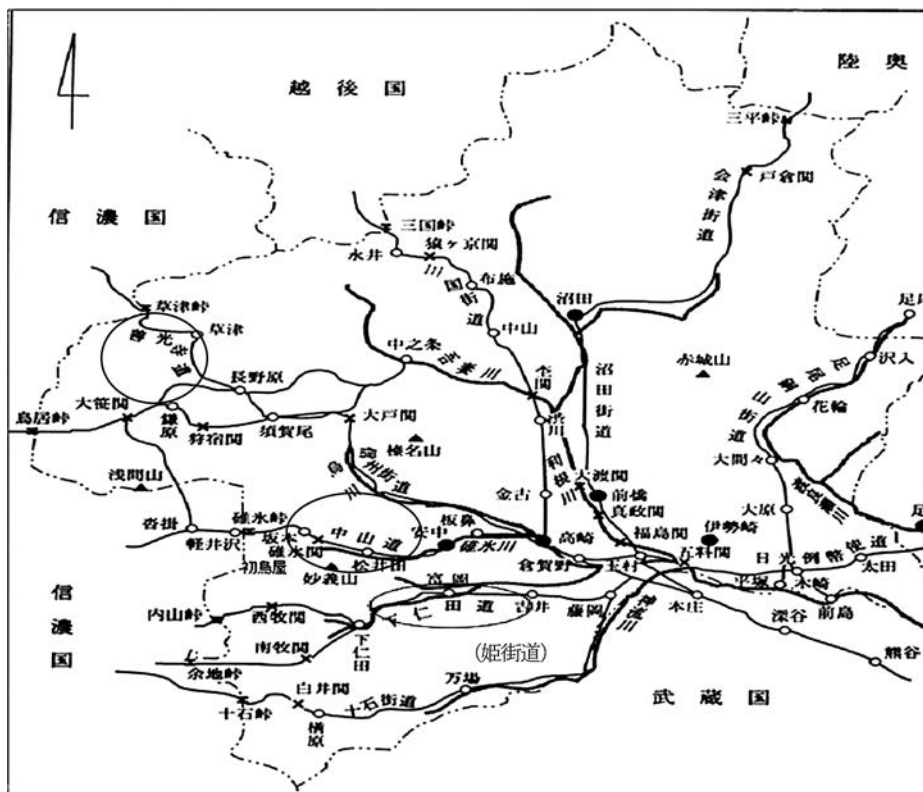 越後国
陸奥
三平峠
戸倉関
会津街道
信濃国
三国峠
永井
猿ヶ京関
三国街道
布施
沼田
中山
草津峠
草津
善光寺道
中之条
吾妻川
杢関
沼田街道
赤城山
足尾銅山街道
沢入
花輪
長野原
大笹関
鎌原
鳥居峠
狩宿関
須賀尾
大戸関
榛名山
渋川
利根川
大間々
渡良瀬川
浅間山
信州街道
烏川
金古
大渡関
前橋
真政関
大原
沓掛
軽井沢
碓氷峠
坂本
碓氷関
初鳥屋
中山道
松井田
妙義山
安中
板鼻
碓氷川
高崎
倉賀野
福島関
玉村
伊勢崎
五料関
日光例幣使道
太田
平塚
木崎
前島
信濃国
内山峠
西牧関
南牧関
余地峠
下仁田
富岡
下仁田道
吉井
藤岡
神流川
本庄
深谷
熊谷
(姫街道)
万場
白井関
十石峠
楢原
十石街道
武蔵国